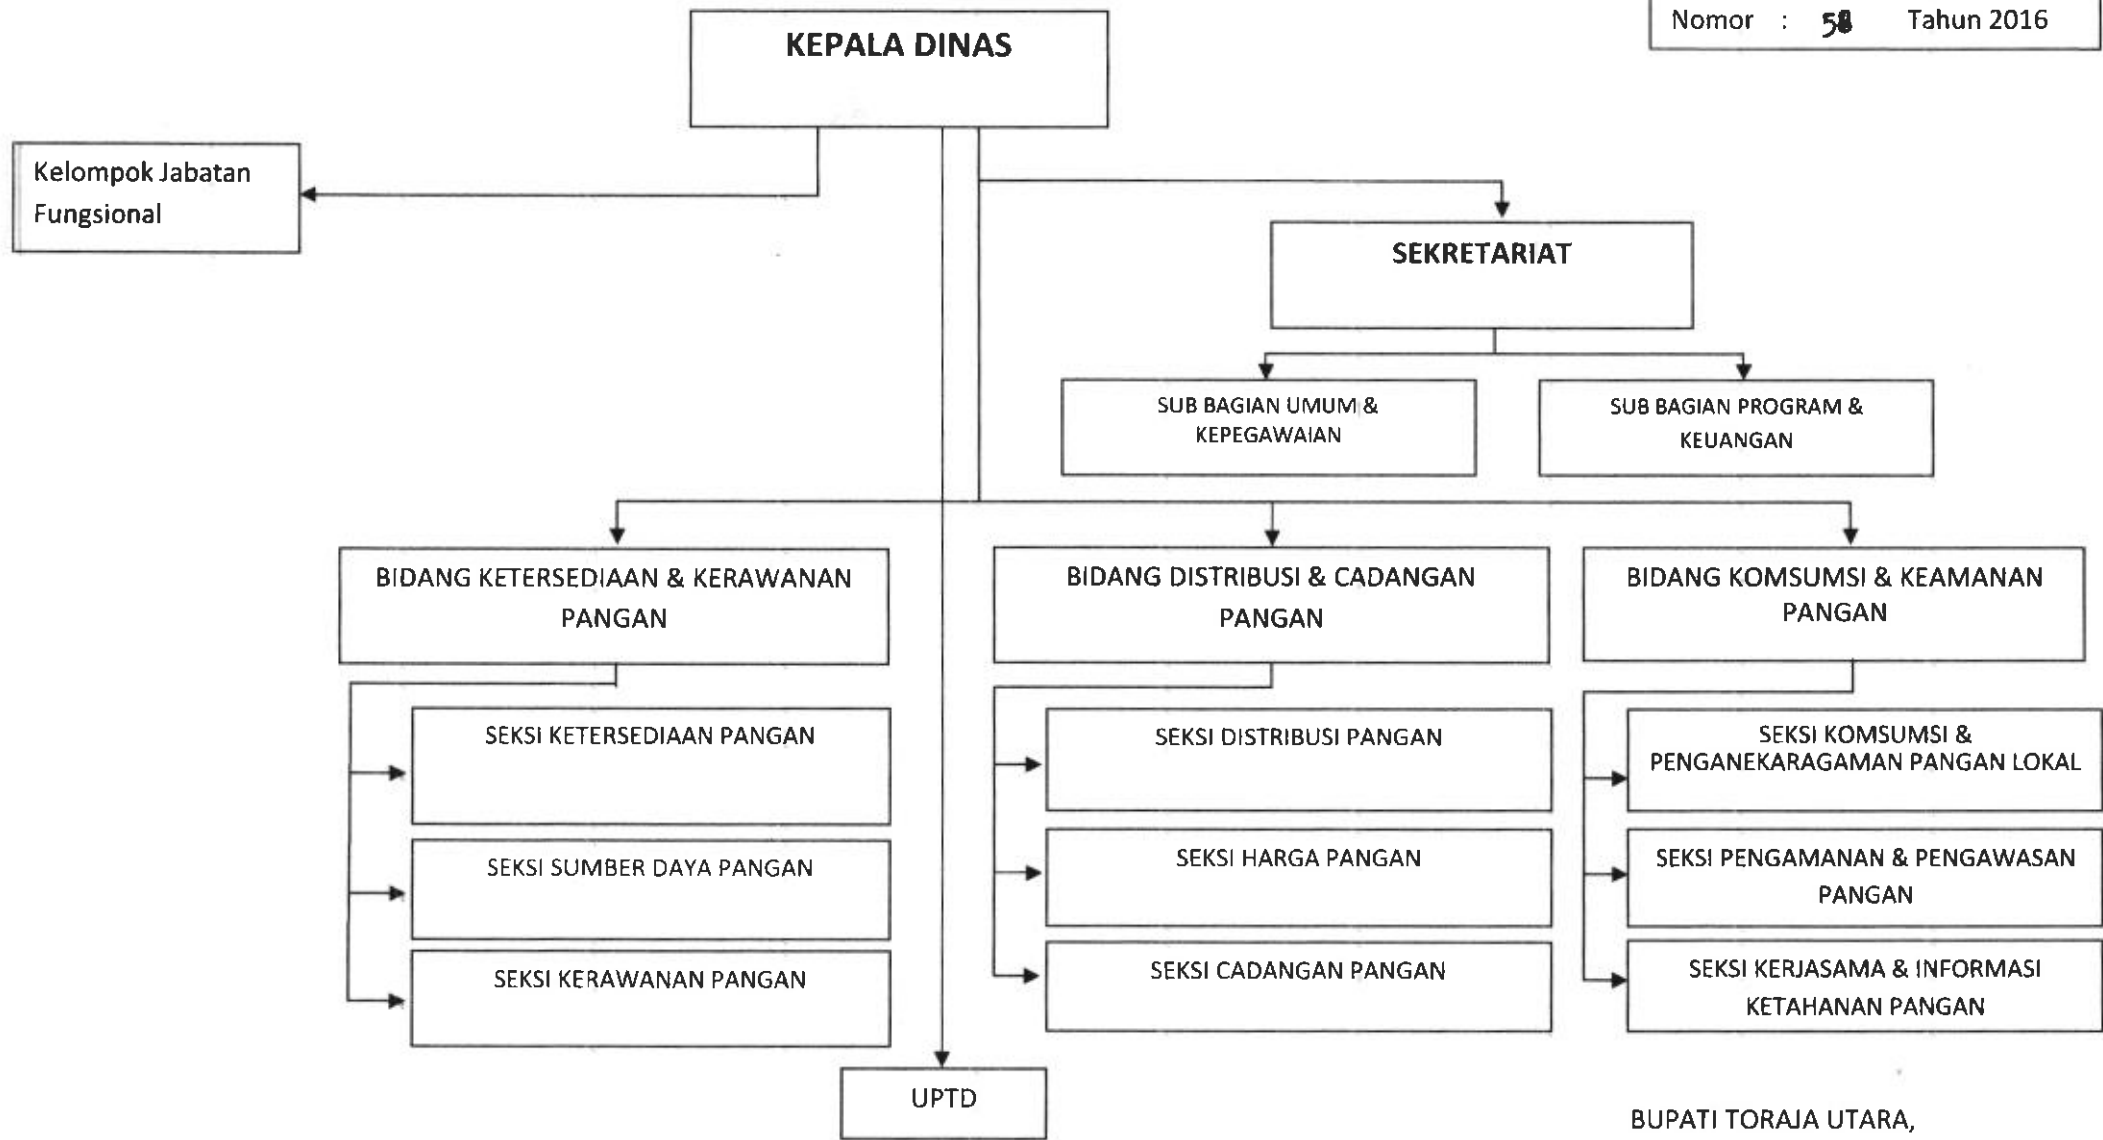 Nomor : Tahun 2016
KEPALA DINAS
Kelompok Jabatan
Fungsional
SEKRETARIAT
SUB BAGIAN UMUM &
KEPEGAWAIAN
SUB BAGIAN PROGRAM &
KEUANGAN
BIDANG KETERSEDIAAN & KERAWANAN
PANGAN
BIDANG DISTRIBUSI & CADANGAN
PANGAN
BIDANG KOMSUMSI & KEAMANAN
PANGAN
SEKSI KETERSEDIAAN PANGAN
SEKSI SUMBER DAYA PANGAN
SEKSI KERAWANAN PANGAN
SEKSI DISTRIBUSI PANGAN
SEKSI HARGA PANGAN
SEKSI CADANGAN PANGAN
SEKSI KOMSUMSI &
PENGANEKARAGAMAN PANGAN LOKAL
SEKSI PENGAMANAN & PENGAWASAN
PANGAN
SEKSI KERJASAMA & INFORMASI
KETAHANAN PANGAN
UPTD
BUPATI TORAJA UTARA,